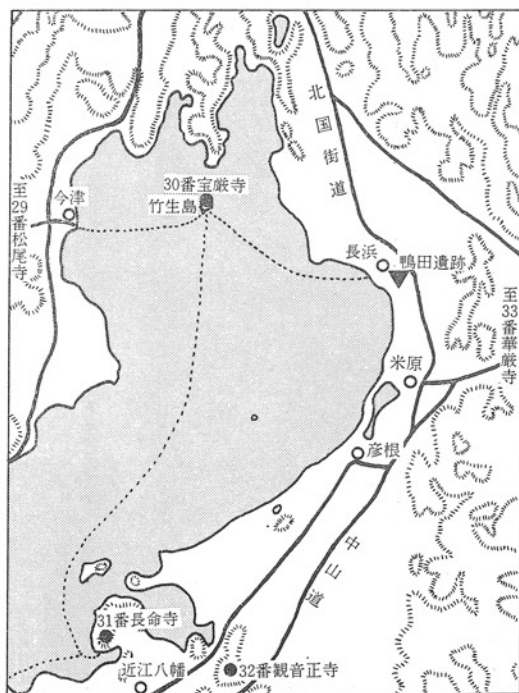 北国街道
30番宝厳寺
竹生島
今津
至29番松尾寺
長浜
鴨田遺跡
至33番華厳寺
米原
彦根
中山道
31番長命寺
近江八幡
32番観音正寺